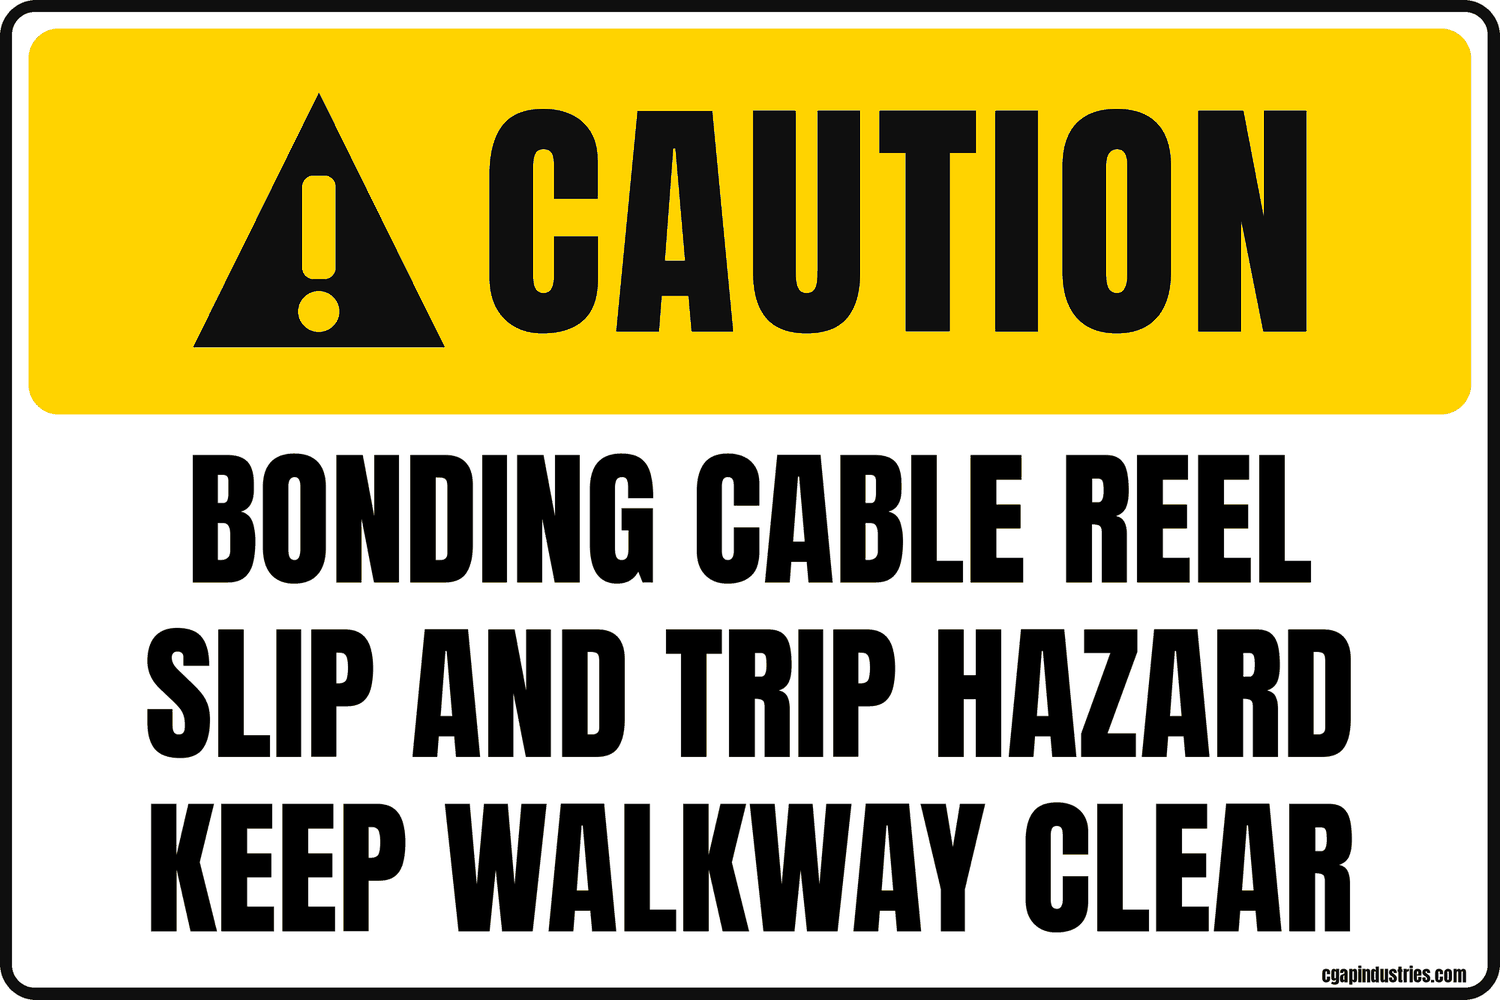 CAUTION
BONDING CABLE REEL
SLIP AND TRIP HAZARD
KEEP WALKWAY CLEAR
cgapindustries.com